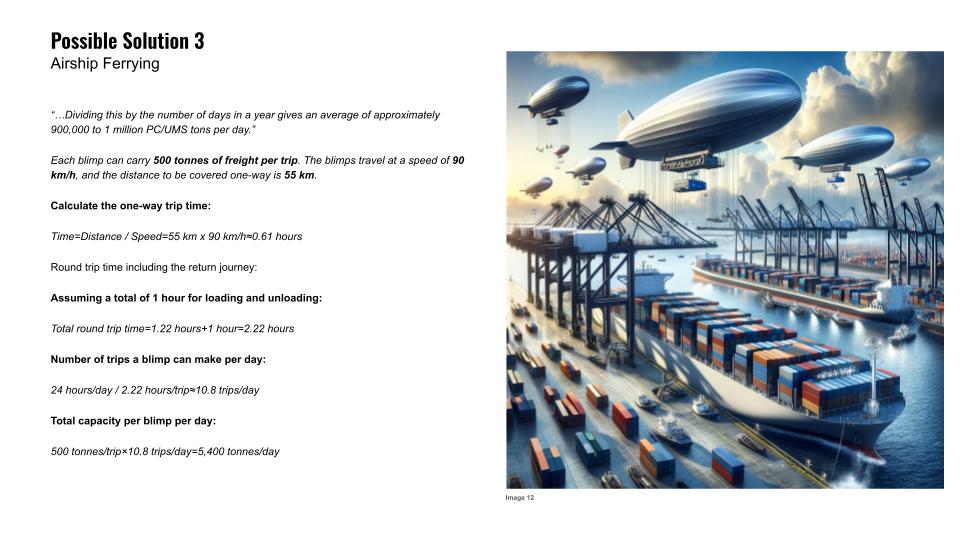 Possible Solution 3
Airship Ferrying
“…Dividing this by the number of days in a year gives an average of approximately
900,000 to 1 million PC/UMS tons per day.”
Each blimp can carry 500 tonnes of freight per trip. The blimps travel at a speed of 90
km/h, and the distance to be covered one-way is 55 km.
Calculate the one-way trip time:
Time=Distance / Speed=55 km x 90 km/h≈0.61 hours
Round trip time including the return journey:
Assuming a total of 1 hour for loading and unloading:
Total round trip time=1.22 hours+1 hour=2.22 hours
Number of trips a blimp can make per day:
24 hours/day / 2.22 hours/trip≈10.8 trips/day
Total capacity per blimp per day:
500 tonnes/trip×10.8 trips/day=5,400 tonnes/day
Image 12